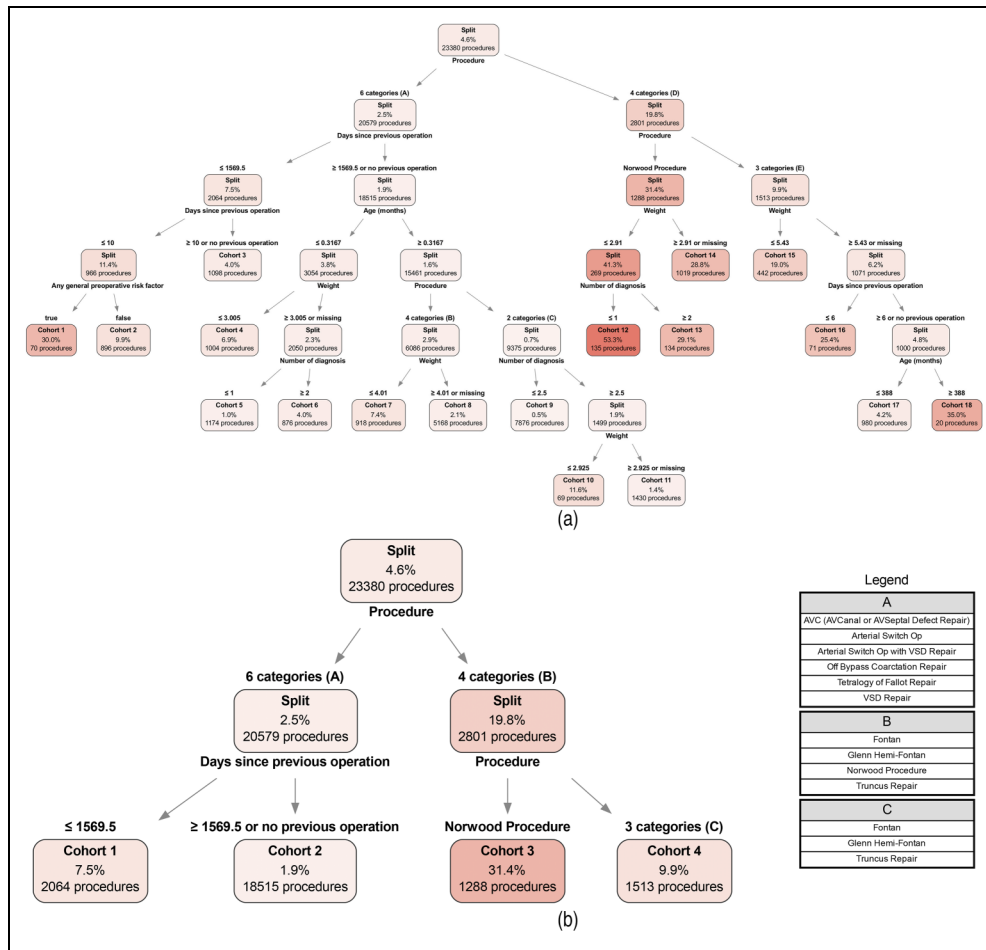 Split
4.6%
23380 procedures
Procedure
6 categories (A)
Split
2.5%
20579 procedures
Days since previous operation
4 categories (D)
Split
19.8%
2801 procedures
Procedure
≤ 1569.5
Split
7.5%
2064 procedures
Days since previous operation
≥ 1569.5 or no previous operation
Split
1.9%
18515 procedures
Age (months)
Norwood Procedure
Split
31.4%
1288 procedures
Weight
3 categories (E)
Split
9.9%
1513 procedures
Weight
≤ 10
Split
11.4%
966 procedures
Any general preoperative risk factor
≥ 10 or no previous operation
Cohort 3
4.0%
1098 procedures
≤ 0.3167
Split
3.8%
3054 procedures
Weight
≥ 0.3167
Split
1.6%
15461 procedures
Procedure
≤ 2.91
Split
41.3%
269 procedures
Number of diagnosis
≥ 2.91 or missing
Cohort 14
28.8%
1019 procedures
≤ 5.43
Cohort 15
19.0%
442 procedures
≥ 5.43 or missing
Split
6.2%
1071 procedures
Days since previous operation
true
Cohort 1
30.0%
70 procedures
false
Cohort 2
9.9%
896 procedures
≤ 3.005
Cohort 4
6.9%
1004 procedures
≥ 3.005 or missing
Split
2.3%
2050 procedures
Number of diagnosis
4 categories (B)
Split
2.9%
6086 procedures
Weight
2 categories (C)
Split
0.7%
9375 procedures
Number of diagnosis
≤ 1
Cohort 12
53.3%
135 procedures
≥ 2
Cohort 13
29.1%
134 procedures
≤ 6
Cohort 16
25.4%
71 procedures
≥ 6 or no previous operation
Split
4.8%
1000 procedures
Age (months)
≤ 1
Cohort 5
1.0%
1174 procedures
≥ 2
Cohort 6
4.0%
876 procedures
≤ 4.01
Cohort 7
7.4%
918 procedures
≥ 4.01 or missing
Cohort 8
2.1%
5168 procedures
≤ 2.5
Cohort 9
0.5%
7876 procedures
≥ 2.5
Split
1.9%
1499 procedures
Weight
≤ 388
Cohort 17
4.2%
980 procedures
≥ 388
Cohort 18
35.0%
20 procedures
≤ 2.925
Cohort 10
11.6%
69 procedures
≥ 2.925 or missing
Cohort 11
1.4%
1430 procedures
(a)
Split
4.6%
23380 procedures
Procedure
6 categories (A)
Split
2.5%
20579 procedures
Days since previous operation
4 categories (B)
Split
19.8%
2801 procedures
Procedure
≤ 1569.5
Cohort 1
7.5%
2064 procedures
≥ 1569.5 or no previous operation
Cohort 2
1.9%
18515 procedures
Norwood Procedure
Cohort 3
31.4%
1288 procedures
3 categories (C)
Cohort 4
9.9%
1513 procedures
(b)
Legend
A
AVC (AVCanal or AVSeptal Defect Repair)
Arterial Switch Op
Arterial Switch Op with VSD Repair
Off Bypass Coarctation Repair
Tetralogy of Fallot Repair
VSD Repair
B
Fontan
Glenn Hemi-Fontan
Norwood Procedure
Truncus Repair
C
Fontan
Glenn Hemi-Fontan
Truncus Repair